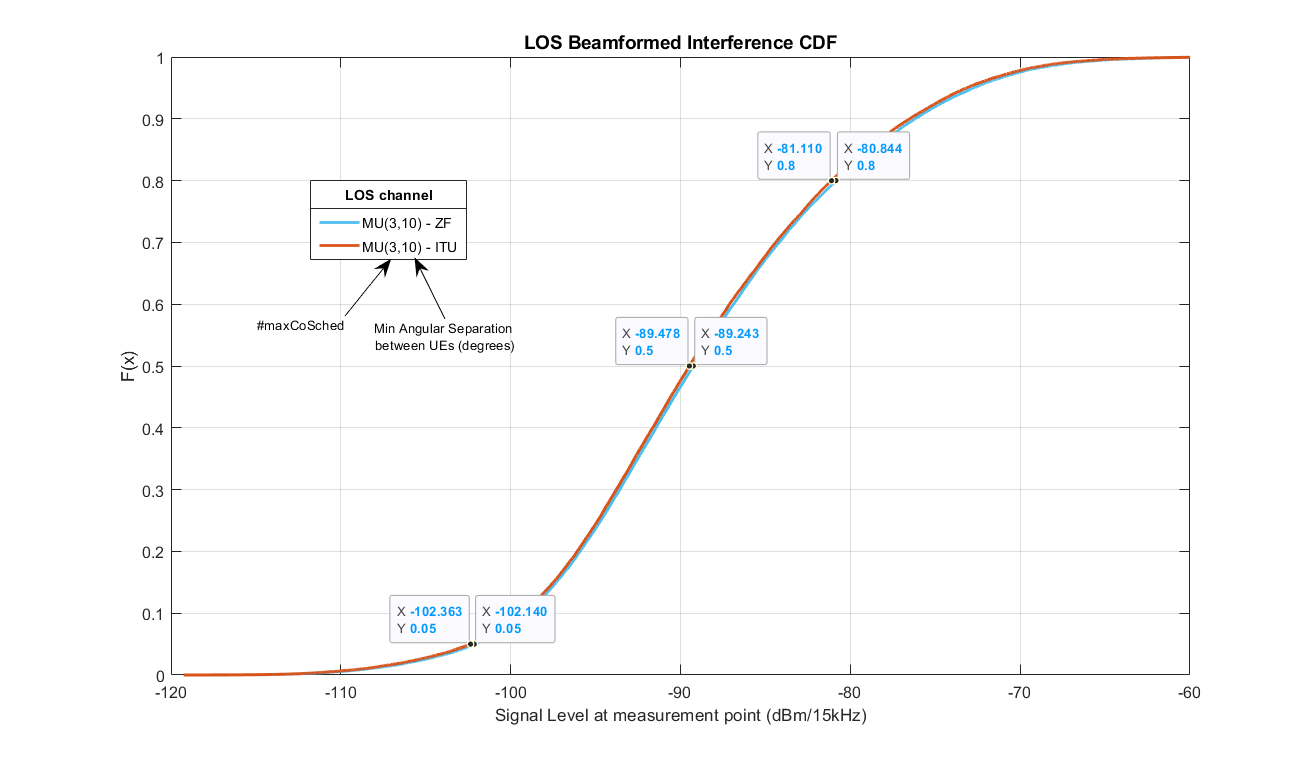 LOS Beamformed Interference CDF
1
0.9
0.8
0.7
0.6
0.5
0.4
0.3
0.2
0.1
0
F(x)
X -81.110
Y 0.8
X -80.844
Y 0.8
LOS channel
MU(3,10) - ZF
MU(3,10) - ITU
#maxCoSched
Min Angular Separation
between UEs (degrees)
X -89.478
Y 0.5
X -89.243
Y 0.5
X -102.363
Y 0.05
X -102.140
Y 0.05
-120 -110 -100 -90 -80 -70 -60
Signal Level at measurement point (dBm/15kHz)